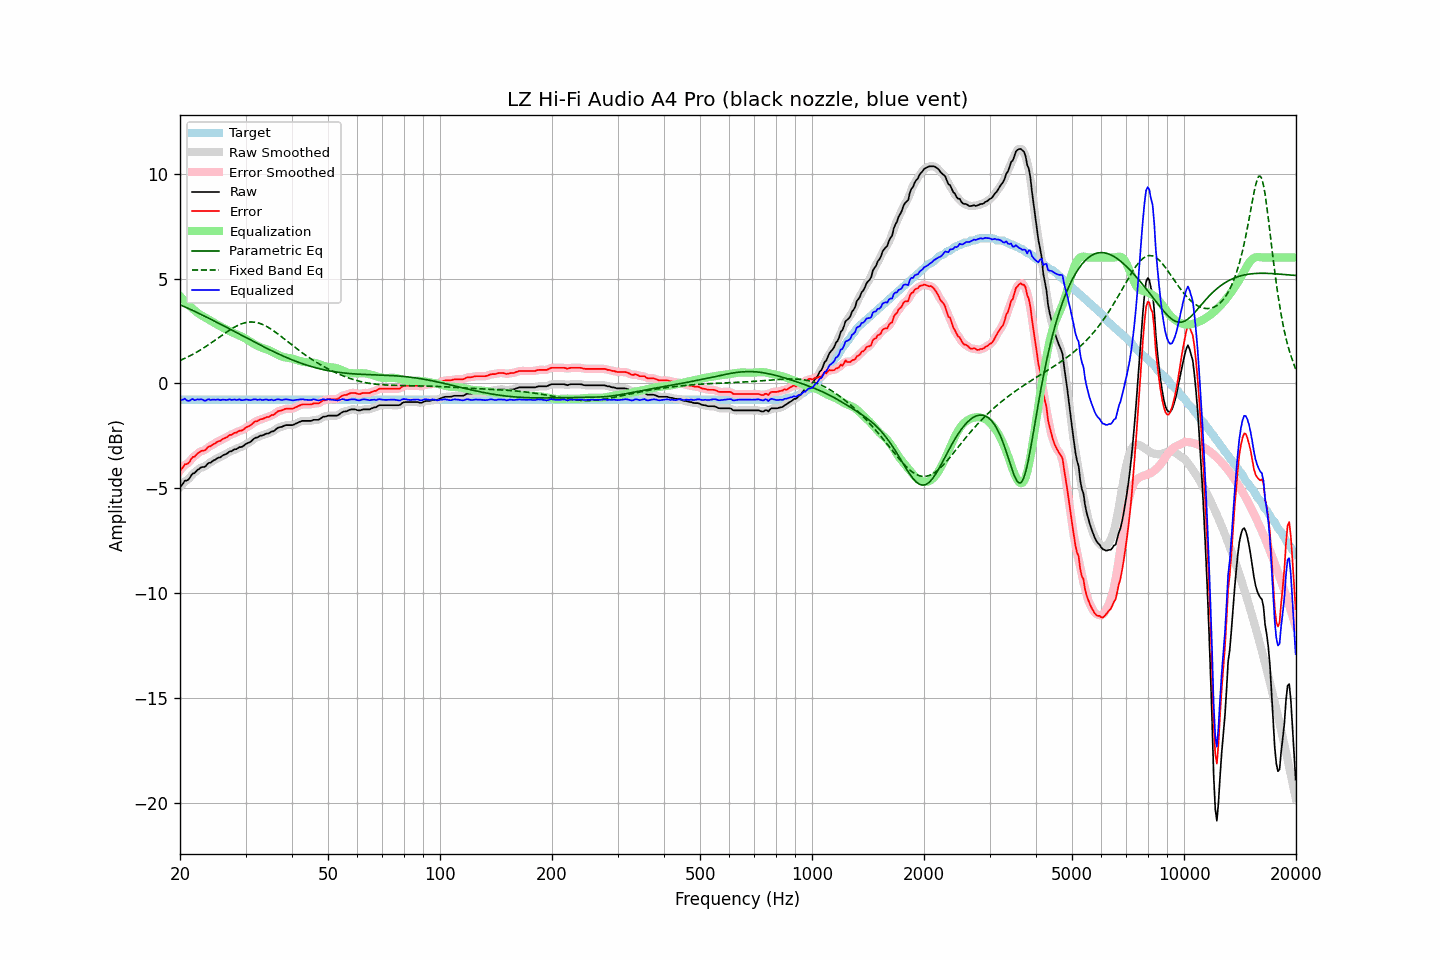 LZ Hi-Fi Audio A4 Pro (black nozzle, blue vent)
Target
Raw Smoothed
Error Smoothed
Raw
Error
Equalization
Parametric Eq
Fixed Band Eq
Equalized
10
5
0
−5
−10
−15
−20
Amplitude (dBr)
20
50
100
200
500
1000
2000
5000
10000
20000
Frequency (Hz)